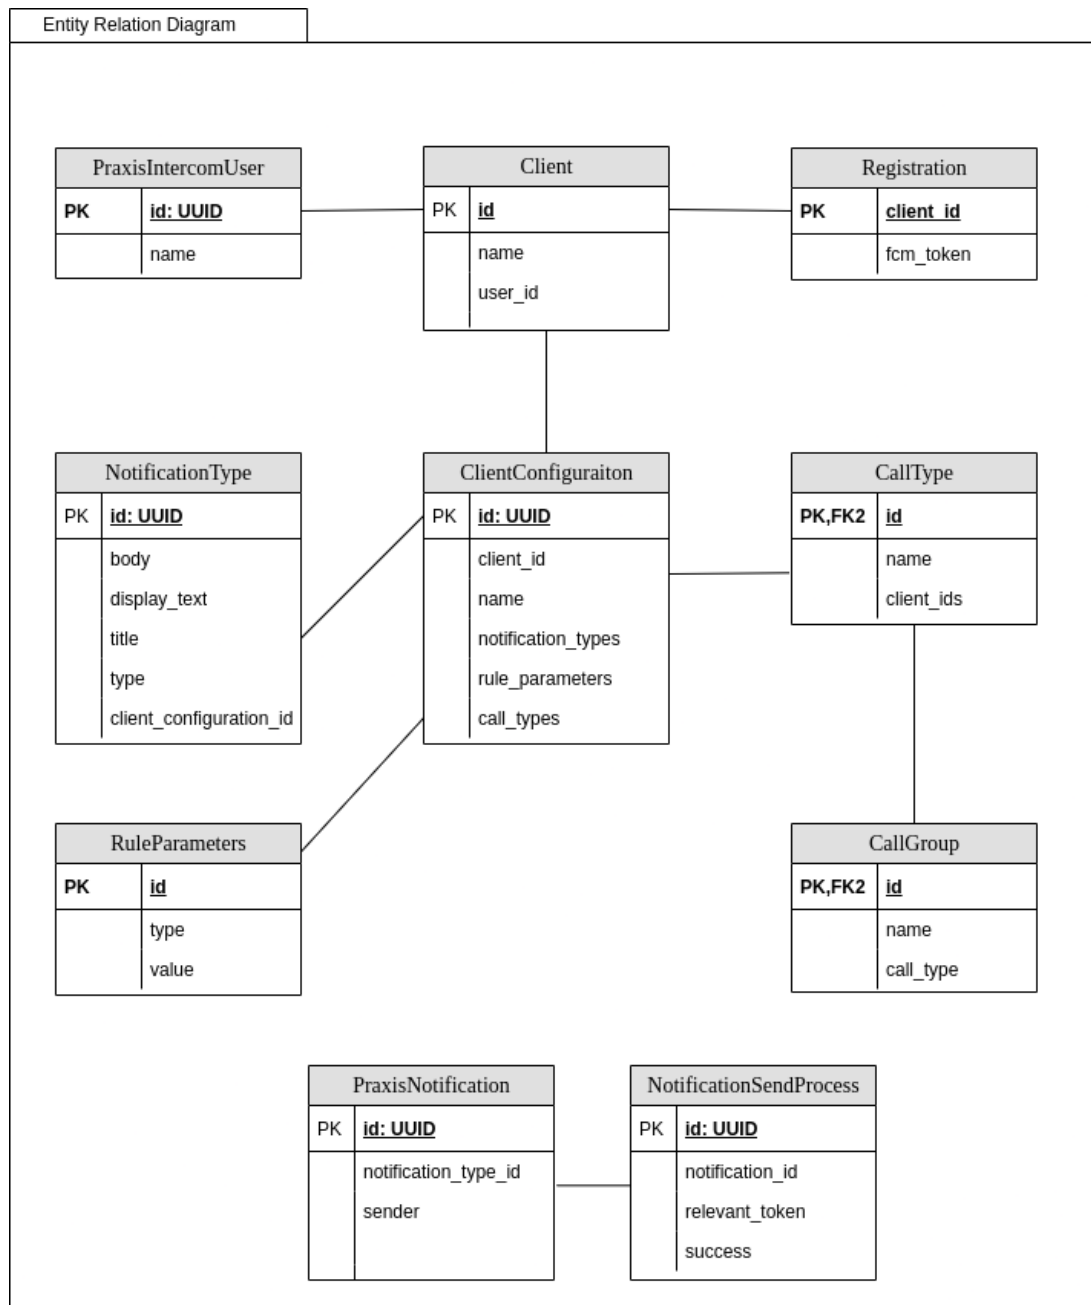 Entity Relation Diagram
PraxisIntercomUser
PK id: UUID
name
Client
PK id
name
user_id
Registration
PK client_id
fcm_token
NotificationType
PK id: UUID
body
display_text
title
type
client_configuration_id
ClientConfiguraiton
PK id: UUID
client_id
name
notification_types
rule_parameters
call_types
CallType
PK,FK2 id
name
client_ids
RuleParameters
PK id
type
value
CallGroup
PK,FK2 id
name
call_type
PraxisNotification
PK id: UUID
notification_type_id
sender
NotificationSendProcess
PK id: UUID
notification_id
relevant_token
success